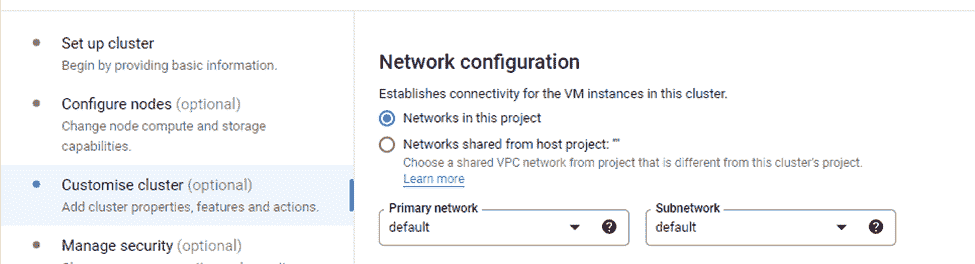 Set up cluster
Begin by providing basic information.
Configure nodes (optional)
Change node compute and storage
capabilities.
Customise cluster (optional)
Add cluster properties, features and actions.
Manage security (optional)
Network configuration
Establishes connectivity for the VM instances in this cluster.
Networks in this project
Networks shared from host project: ""
Choose a shared VPC network from project that is different from this cluster's project.
Learn more
Primary network
default
Subnetwork
default